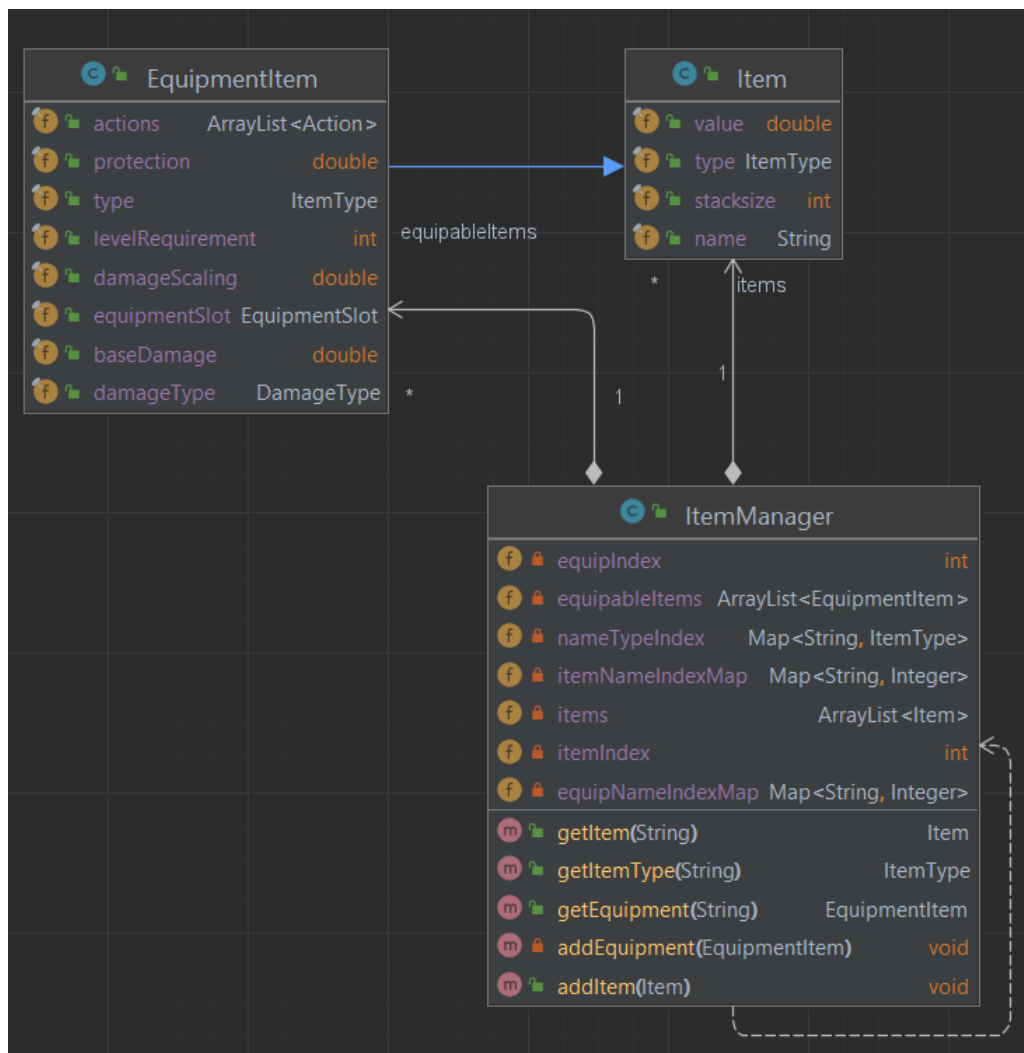 EquipmentItem
actions ArrayList<Action>
protection double
type ItemType
levelRequirement int
damageScaling double
equipmentSlot EquipmentSlot
baseDamage double
damageType DamageType
Item
value double
type ItemType
stacksize int
name String
equipableItems
*
items
1
*
1
ItemManager
equipIndex int
equipableItems ArrayList<EquipmentItem>
nameTypeIndex Map<String, ItemType>
itemNameIndexMap Map<String, Integer>
items ArrayList<Item>
itemIndex int
equipNameIndexMap Map<String, Integer>
getItem(String) Item
getItemType(String) ItemType
getEquipment(String) EquipmentItem
addEquipment(EquipmentItem) void
addItem(Item) void